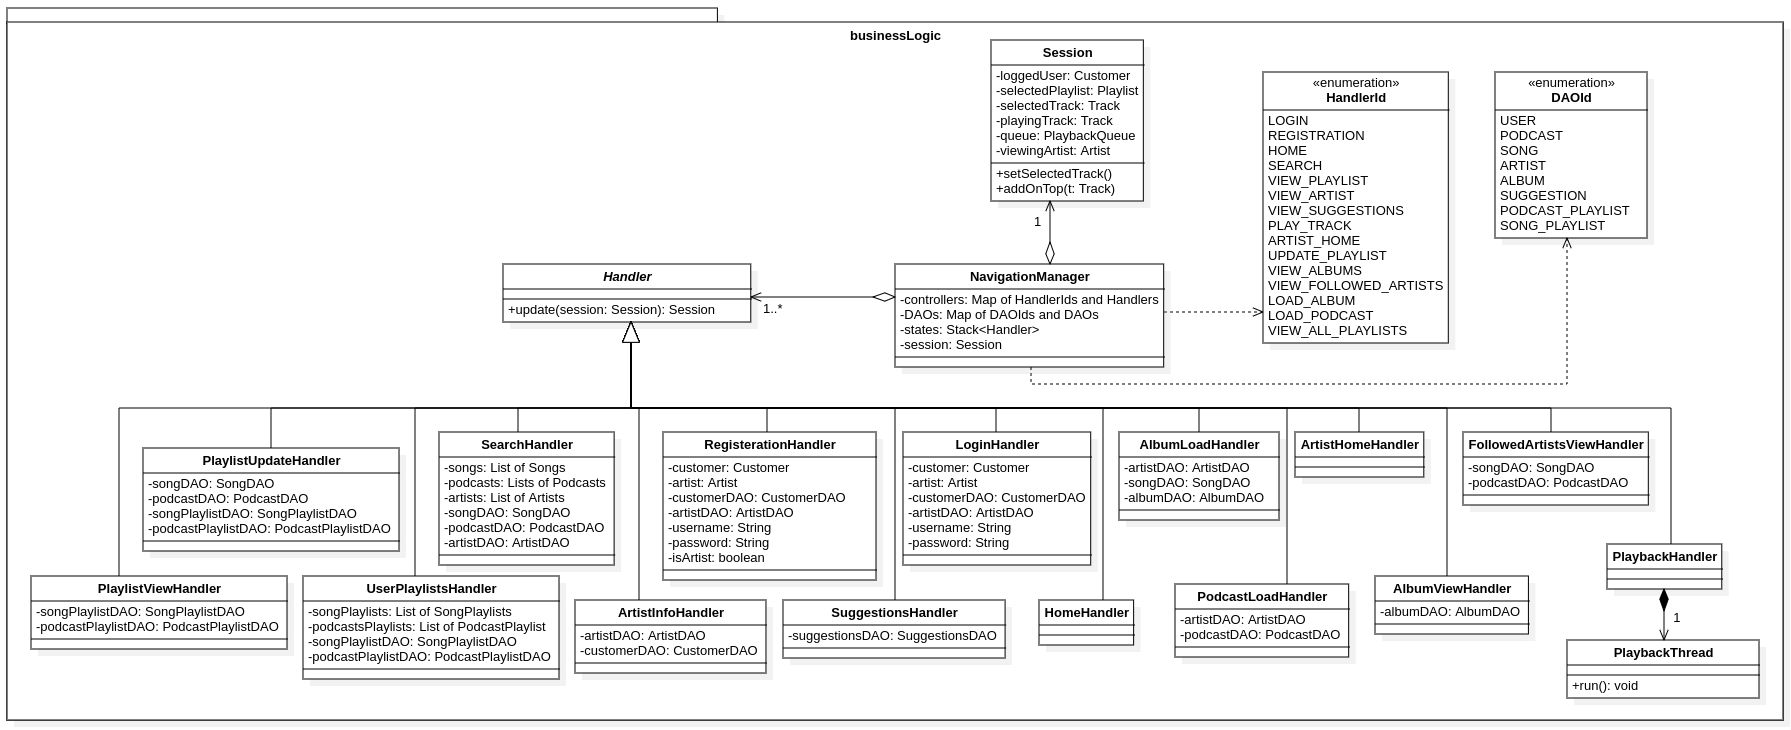 businessLogic
Session
-loggedUser: Customer
-selectedPlaylist: Playlist
-selectedTrack: Track
-playingTrack: Track
-queue: PlaybackQueue
-viewingArtist: Artist
+setSelectedTrack()
+addOnTop(t: Track)
«enumeration»
HandlerId
LOGIN
REGISTRATION
HOME
SEARCH
VIEW_PLAYLIST
VIEW_ARTIST
VIEW_SUGGESTIONS
PLAY_TRACK
ARTIST_HOME
UPDATE_PLAYLIST
VIEW_ALBUMS
VIEW_FOLLOWED_ARTISTS
LOAD_ALBUM
LOAD_PODCAST
VIEW_ALL_PLAYLISTS
«enumeration»
DAOId
USER
PODCAST
SONG
ARTIST
ALBUM
SUGGESTION
PODCAST_PLAYLIST
SONG_PLAYLIST
1
Handler
+update(session: Session): Session
1..*
NavigationManager
-controllers: Map of HandlerIds and Handlers
-DAOs: Map of DAOIds and DAOs
-states: Stack<Handler>
-session: Session
PlaylistUpdateHandler
-songDAO: SongDAO
-podcastDAO: PodcastDAO
-songPlaylistDAO: SongPlaylistDAO
-podcastPlaylistDAO: PodcastPlaylistDAO
SearchHandler
-songs: List of Songs
-podcasts: Lists of Podcasts
-artists: List of Artists
-songDAO: SongDAO
-podcastDAO: PodcastDAO
-artistDAO: ArtistDAO
RegisterationHandler
-customer: Customer
-artist: Artist
-customerDAO: CustomerDAO
-artistDAO: ArtistDAO
-username: String
-password: String
-isArtist: boolean
LoginHandler
-customer: Customer
-artist: Artist
-customerDAO: CustomerDAO
-artistDAO: ArtistDAO
-username: String
-password: String
AlbumLoadHandler
-artistDAO: ArtistDAO
-songDAO: SongDAO
-albumDAO: AlbumDAO
ArtistHomeHandler
FollowedArtistsViewHandler
-songDAO: SongDAO
-podcastDAO: PodcastDAO
PlaybackHandler
1
PlaylistViewHandler
-songPlaylistDAO: SongPlaylistDAO
-podcastPlaylistDAO: PodcastPlaylistDAO
UserPlaylistsHandler
-songPlaylists: List of SongPlaylists
-podcastsPlaylists: List of PodcastPlaylist
-songPlaylistDAO: SongPlaylistDAO
-podcastPlaylistDAO: PodcastPlaylistDAO
ArtistInfoHandler
-artistDAO: ArtistDAO
-customerDAO: CustomerDAO
SuggestionsHandler
-suggestionsDAO: SuggestionsDAO
HomeHandler
PodcastLoadHandler
-artistDAO: ArtistDAO
-podcastDAO: PodcastDAO
AlbumViewHandler
-albumDAO: AlbumDAO
PlaybackThread
+run(): void